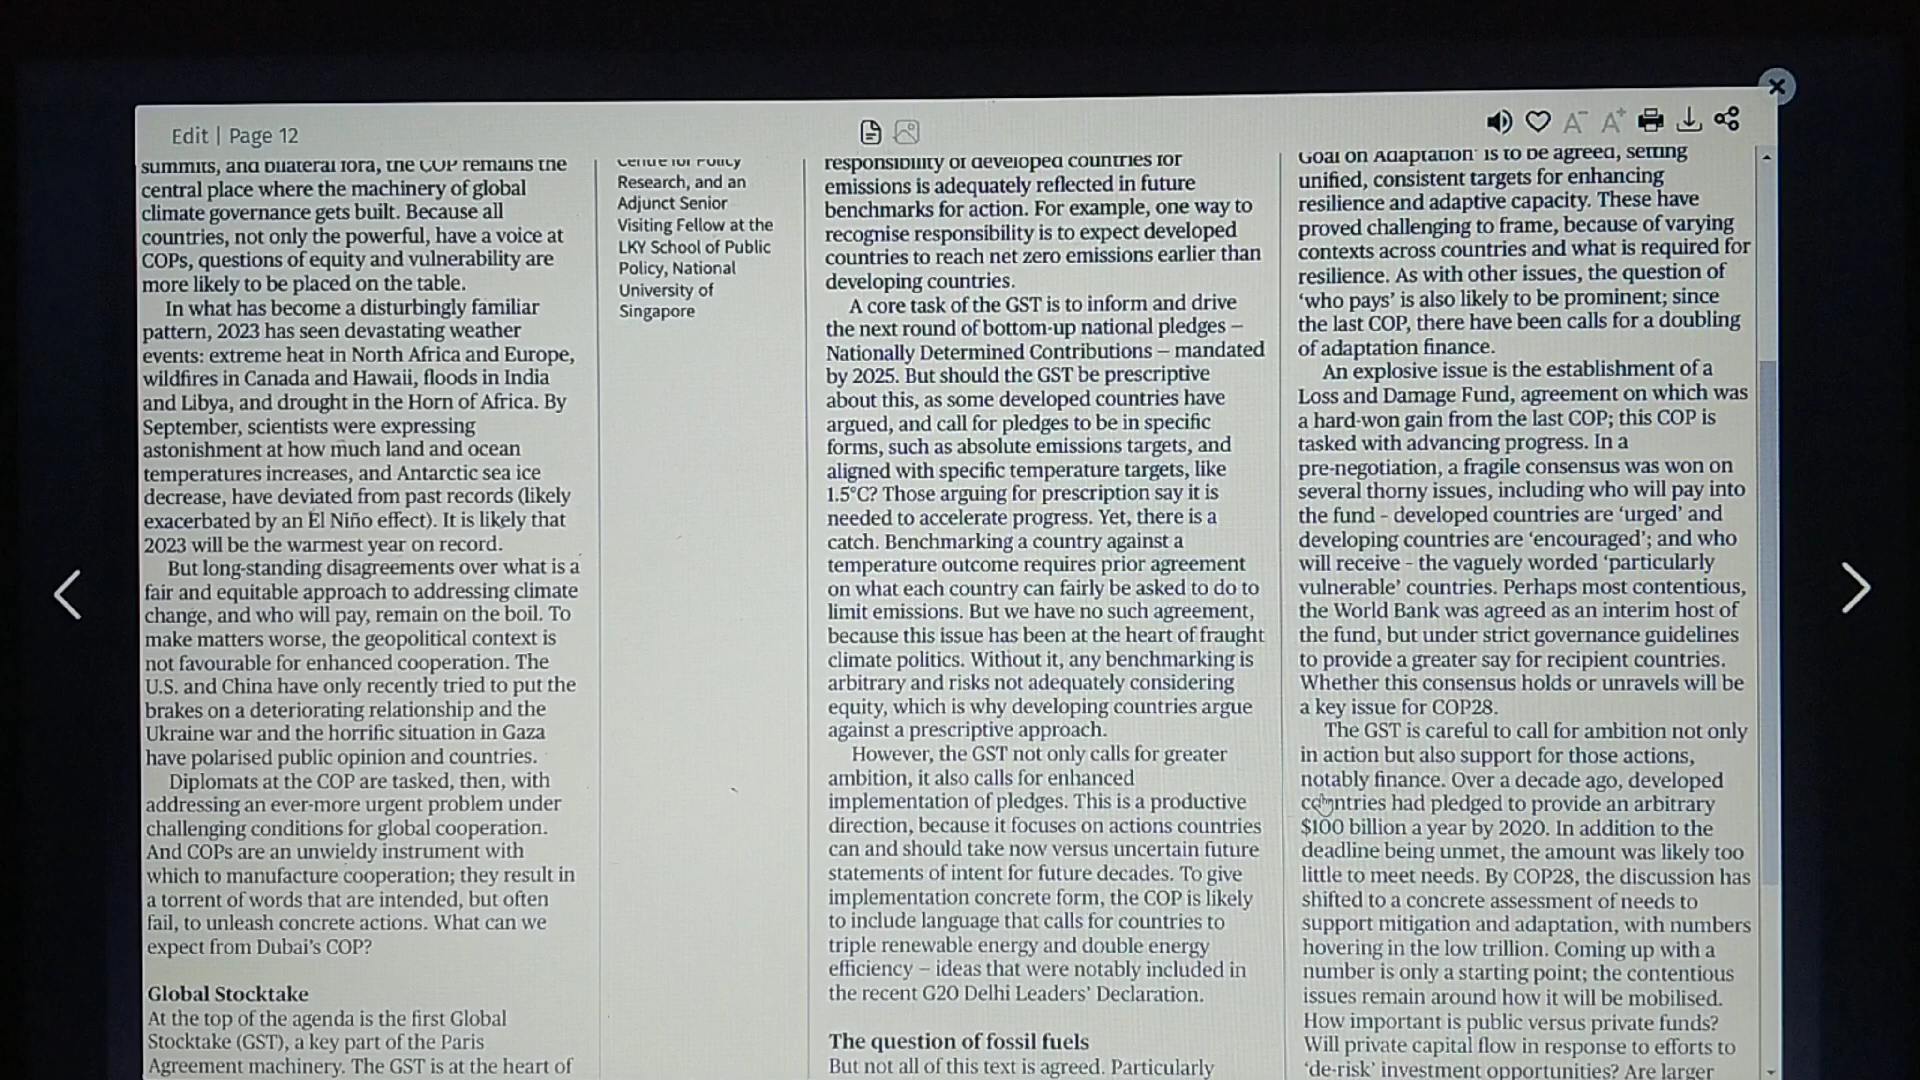 Edit | Page 12
A- A+
summits, and bilateral fora, the COP remains the
central place where the machinery of global
climate governance gets built. Because all
countries, not only the powerful, have a voice at
COPs, questions of equity and vulnerability are
more likely to be placed on the table.
In what has become a disturbingly familiar
pattern, 2023 has seen devastating weather
events: extreme heat in North Africa and Europe,
wildfires in Canada and Hawaii, floods in India
and Libya, and drought in the Horn of Africa. By
September, scientists were expressing
astonishment at how much land and ocean
temperatures increases, and Antarctic sea ice
decrease, have deviated from past records (likely
exacerbated by an El Niño effect). It is likely that
2023 will be the warmest year on record.
But long-standing disagreements over what is a
fair and equitable approach to addressing climate
change, and who will pay, remain on the boil. To
make matters worse, the geopolitical context is
not favourable for enhanced cooperation. The
U.S. and China have only recently tried to put the
brakes on a deteriorating relationship and the
Ukraine war and the horrific situation in Gaza
have polarised public opinion and countries.
Diplomats at the COP are tasked, then, with
addressing an ever-more urgent problem under
challenging conditions for global cooperation.
And COPs are an unwieldy instrument with
which to manufacture cooperation; they result in
a torrent of words that are intended, but often
fail, to unleash concrete actions. What can we
expect from Dubai's COP?
Global Stocktake
At the top of the agenda is the first Global
Stocktake (GST), a key part of the Paris
Agreement machinery. The GST is at the heart of
Centre for Policy
Research, and an
Adjunct Senior
Visiting Fellow at the
LKY School of Public
Policy, National
University of
Singapore
responsibility of developed countries for
emissions is adequately reflected in future
benchmarks for action. For example, one way to
recognise responsibility is to expect developed
countries to reach net zero emissions earlier than
developing countries.
A core task of the GST is to inform and drive
the next round of bottom-up national pledges –
Nationally Determined Contributions – mandated
by 2025. But should the GST be prescriptive
about this, as some developed countries have
argued, and call for pledges to be in specific
forms, such as absolute emissions targets, and
aligned with specific temperature targets, like
1.5°C? Those arguing for prescription say it is
needed to accelerate progress. Yet, there is a
catch. Benchmarking a country against a
temperature outcome requires prior agreement
on what each country can fairly be asked to do to
limit emissions. But we have no such agreement,
because this issue has been at the heart of fraught
climate politics. Without it, any benchmarking is
arbitrary and risks not adequately considering
equity, which is why developing countries argue
against a prescriptive approach.
However, the GST not only calls for greater
ambition, it also calls for enhanced
implementation of pledges. This is a productive
direction, because it focuses on actions countries
can and should take now versus uncertain future
statements of intent for future decades. To give
implementation concrete form, the COP is likely
to include language that calls for countries to
triple renewable energy and double energy
efficiency – ideas that were notably included in
the recent G20 Delhi Leaders' Declaration.
The question of fossil fuels
But not all of this text is agreed. Particularly
Goal on Adaptation' is to be agreed, setting
unified, consistent targets for enhancing
resilience and adaptive capacity. These have
proved challenging to frame, because of varying
contexts across countries and what is required for
resilience. As with other issues, the question of
'who pays' is also likely to be prominent; since
the last COP, there have been calls for a doubling
of adaptation finance.
An explosive issue is the establishment of a
Loss and Damage Fund, agreement on which was
a hard-won gain from the last COP; this COP is
tasked with advancing progress. In a
pre-negotiation, a fragile consensus was won on
several thorny issues, including who will pay into
the fund - developed countries are 'urged' and
developing countries are 'encouraged'; and who
will receive - the vaguely worded 'particularly
vulnerable' countries. Perhaps most contentious,
the World Bank was agreed as an interim host of
the fund, but under strict governance guidelines
to provide a greater say for recipient countries.
Whether this consensus holds or unravels will be
a key issue for COP28.
The GST is careful to call for ambition not only
in action but also support for those actions,
notably finance. Over a decade ago, developed
countries had pledged to provide an arbitrary
$100 billion a year by 2020. In addition to the
deadline being unmet, the amount was likely too
little to meet needs. By COP28, the discussion has
shifted to a concrete assessment of needs to
support mitigation and adaptation, with numbers
hovering in the low trillion. Coming up with a
number is only a starting point; the contentious
issues remain around how it will be mobilised.
How important is public versus private funds?
Will private capital flow in response to efforts to
'de-risk' investment opportunities? Are larger